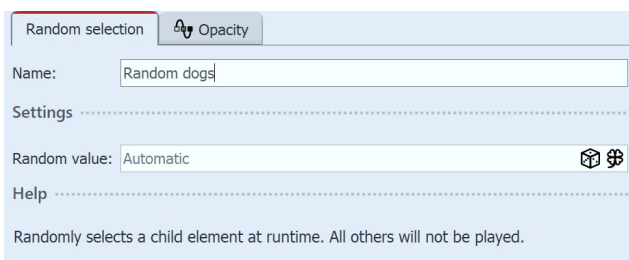 Random selection Opacity
Name: Random dogs
Settings
Random value: Automatic
Help
Randomly selects a child element at runtime. All others will not be played.